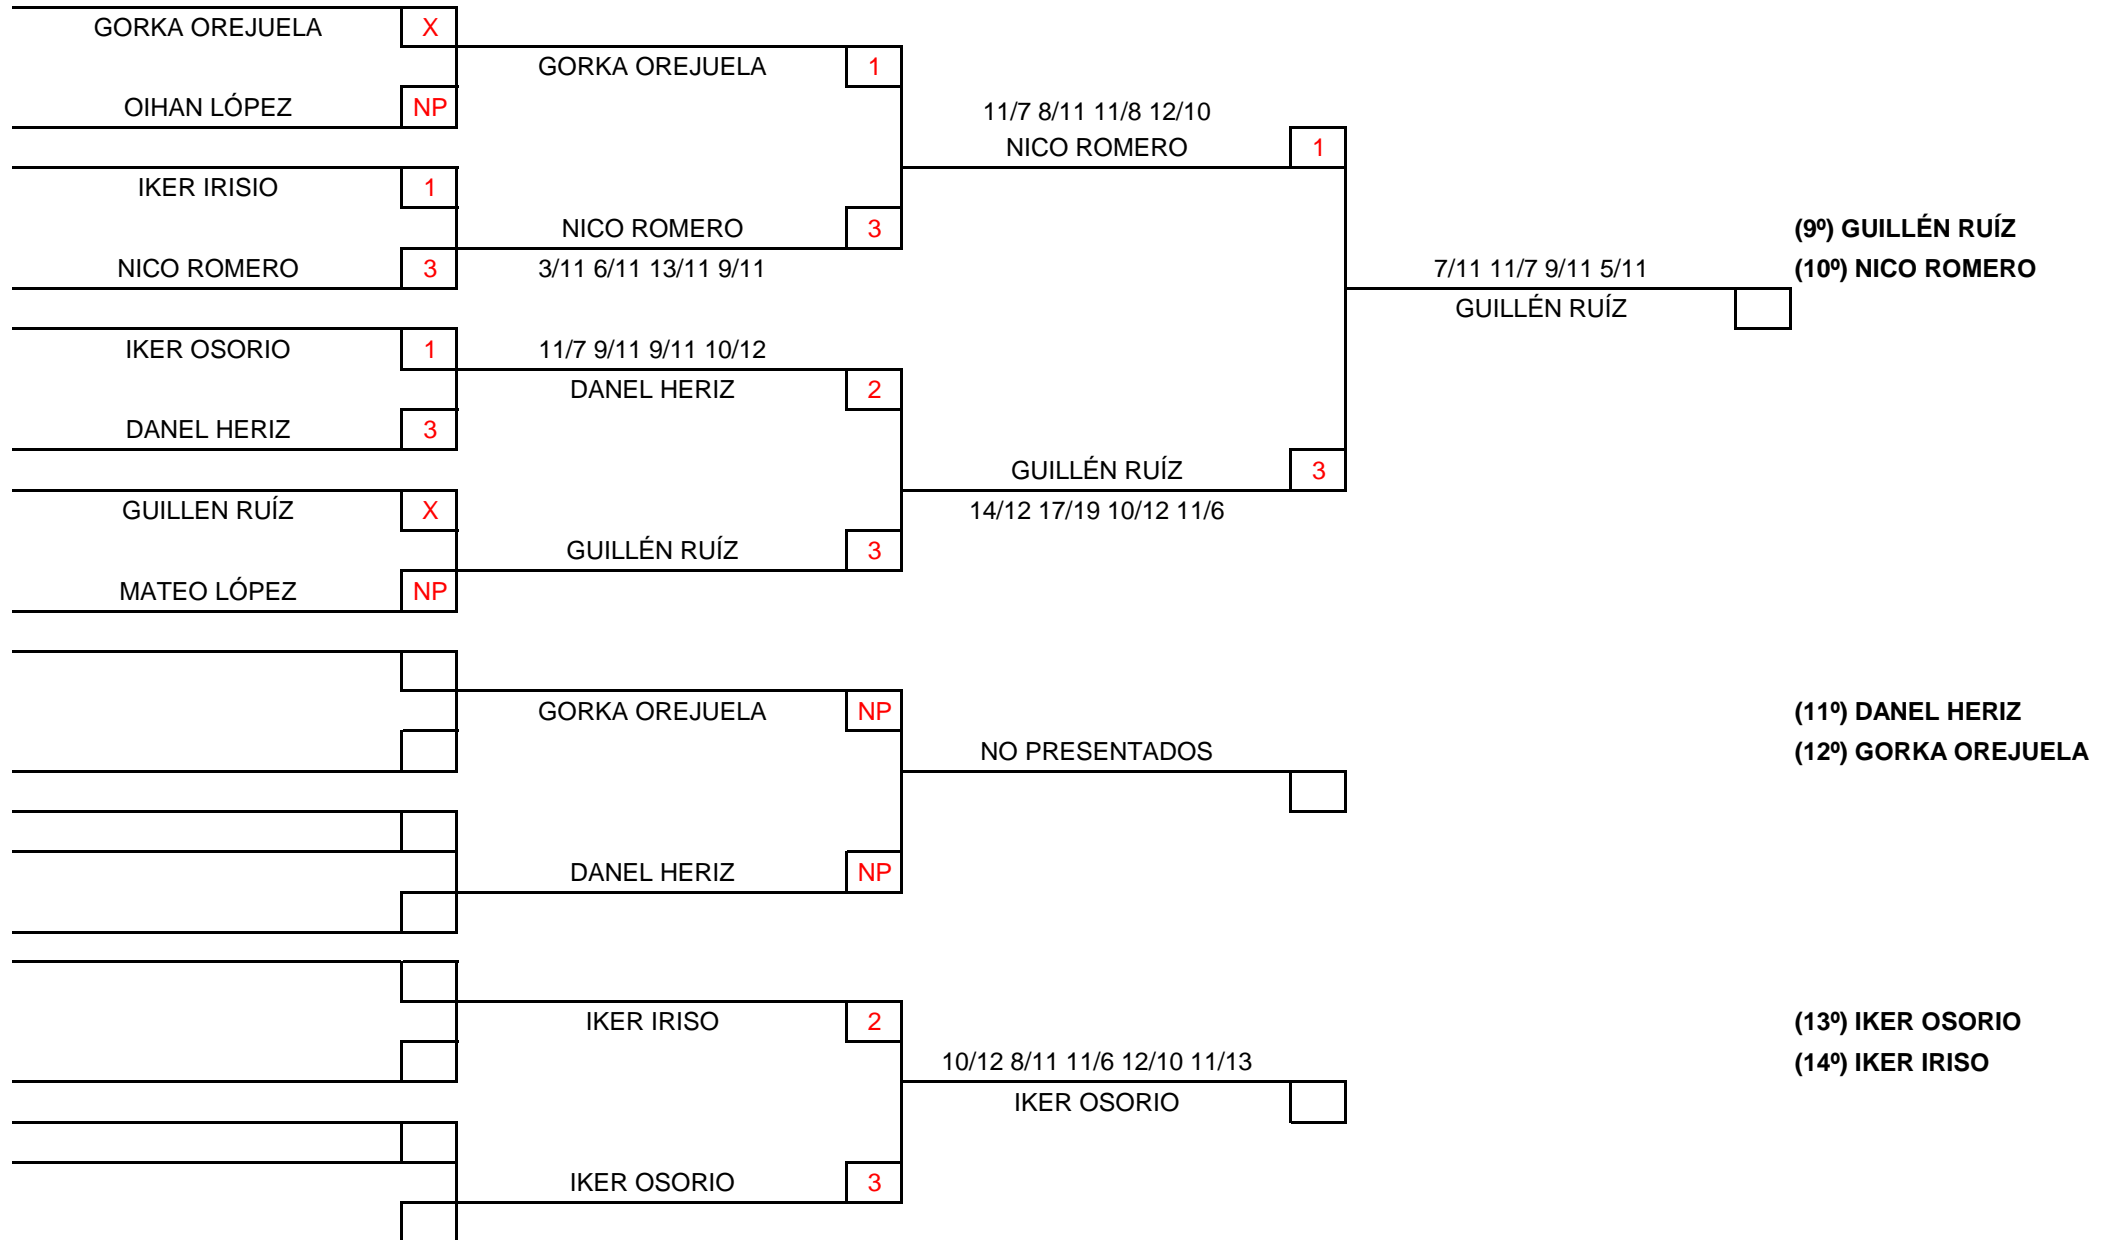 GORKA OREJUELA X
GORKA OREJUELA 1
OIHAN LÓPEZ NP
11/7 8/11 11/8 12/10
NICO ROMERO 1
IKER IRISIO 1
NICO ROMERO 3
(9º) GUILLÉN RUÍZ
NICO ROMERO 3
3/11 6/11 13/11 9/11
7/11 11/7 9/11 5/11
(10º) NICO ROMERO
GUILLÉN RUÍZ
IKER OSORIO 1
11/7 9/11 9/11 10/12
DANEL HERIZ 2
DANEL HERIZ 3
GUILLÉN RUÍZ 3
GUILLEN RUÍZ X
14/12 17/19 10/12 11/6
GUILLÉN RUÍZ 3
MATEO LÓPEZ NP
GORKA OREJUELA NP
(11º) DANEL HERIZ
NO PRESENTADOS
(12º) GORKA OREJUELA
DANEL HERIZ NP
IKER IRISO 2
(13º) IKER OSORIO
10/12 8/11 11/6 12/10 11/13
(14º) IKER IRISO
IKER OSORIO
IKER OSORIO 3